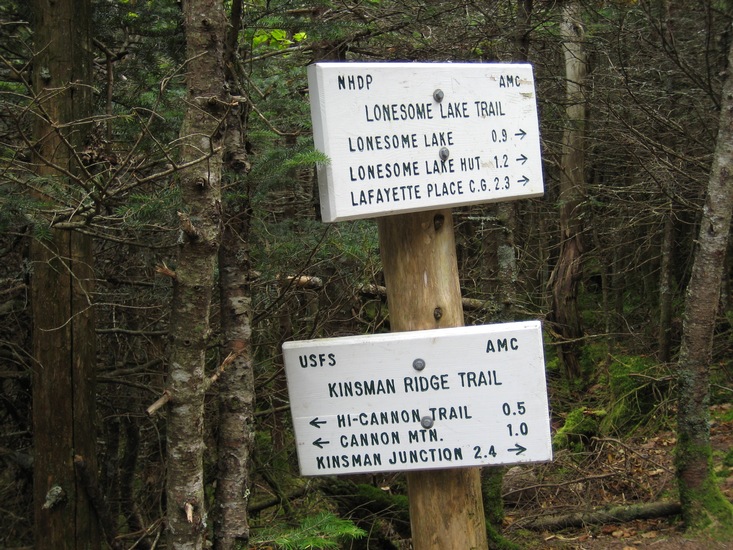 NHDP AMC
LONESOME LAKE TRAIL
LONESOME LAKE 0.9 →
LONESOME LAKE HUT 1.2 →
LAFAYETTE PLACE C.G. 2.3 →
USFS AMC
KINSMAN RIDGE TRAIL
← HI-CANNON TRAIL 0.5
← CANNON MTN. 1.0
KINSMAN JUNCTION 2.4 →